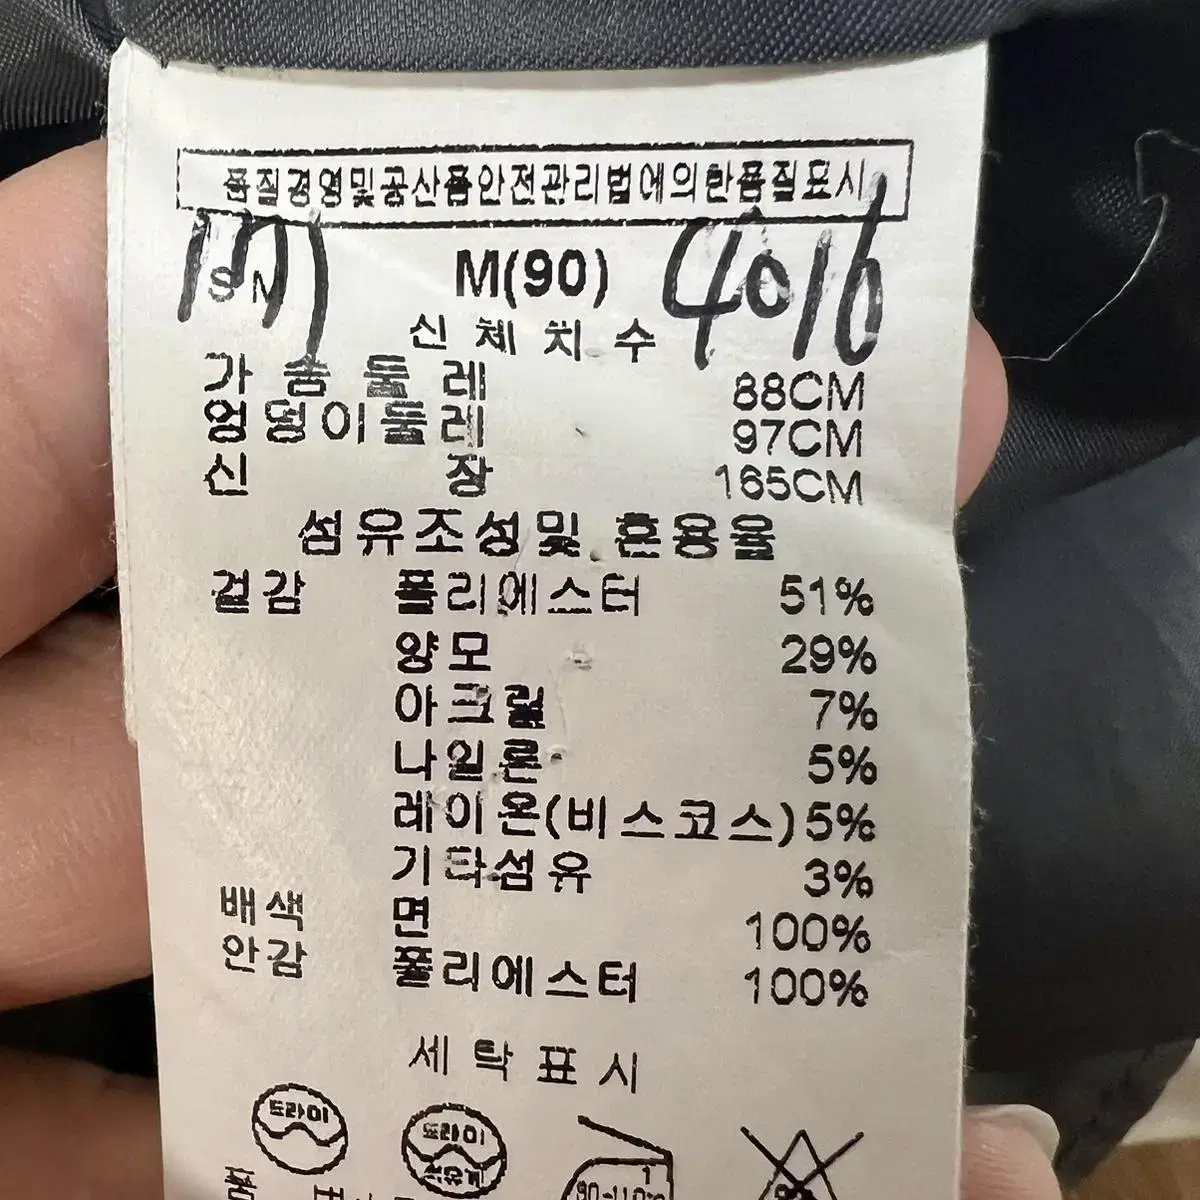 품질경영및공산품안전관리법에의한품질표시
M(90) 4016
신체치수
가슴둘레 88CM
엉덩이둘레 97CM
신장 165CM
섬유조성및 혼용율
겉감 폴리에스터 51%
양모 29%
아크릴 7%
나일론 5%
레이온(비스코스) 5%
기타섬유 3%
배색 면 100%
안감 폴리에스터 100%
세탁표시
드라이
드라이
석유계
품